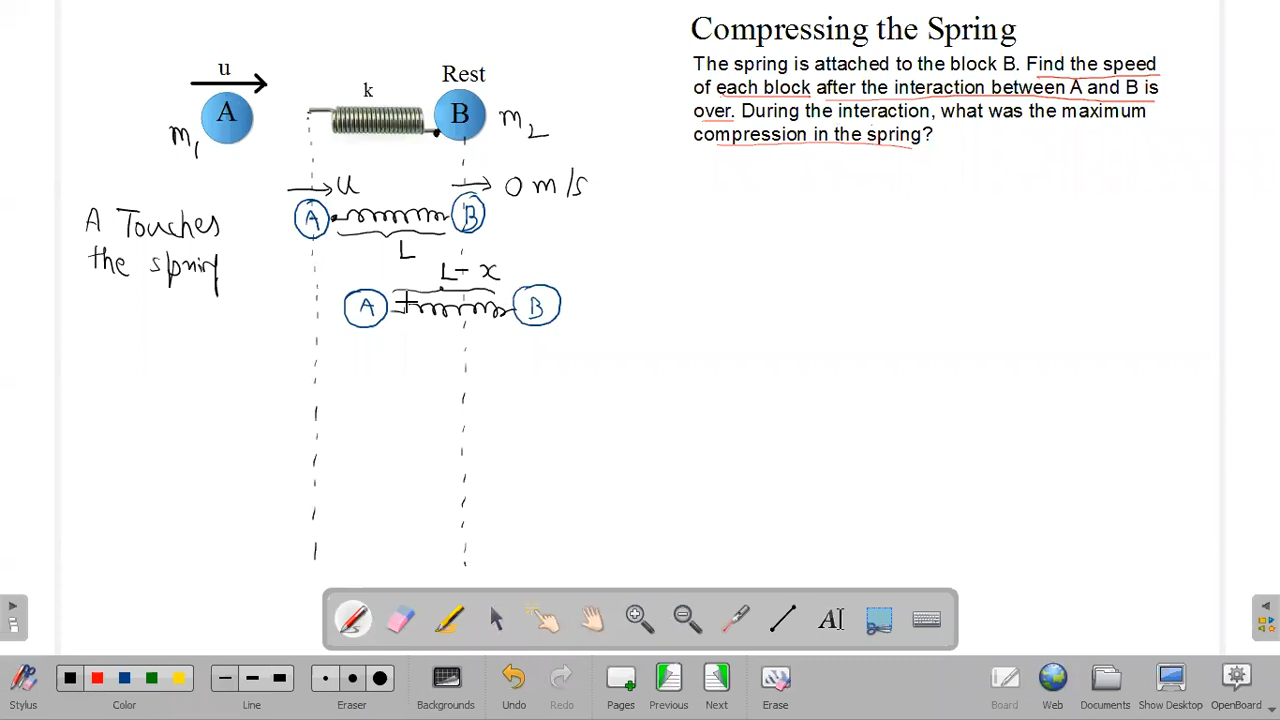 Compressing the Spring
The spring is attached to the block B. Find the speed
of each block after the interaction between A and B is
over. During the interaction, what was the maximum
compression in the spring?
u
A
m1
k
Rest
B
m2
u
0 m/s
A
B
L
A Touches
the spring
L - x
A
B
Stylus
Color
Line
Eraser
Backgrounds
Undo
Redo
Pages
Previous
Next
Erase
Board
Web
Documents
Show Desktop
OpenBoard